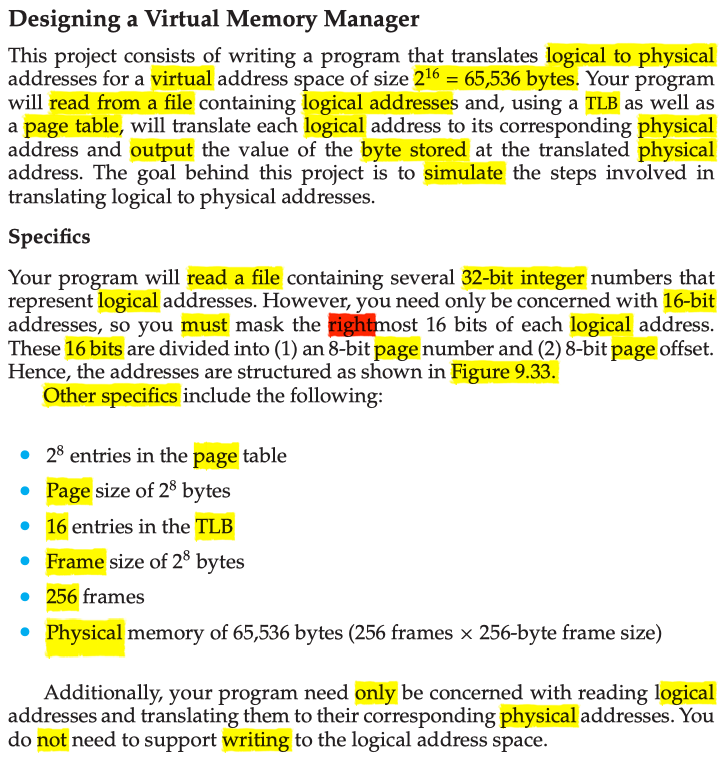 Designing a Virtual Memory Manager
This project consists of writing a program that translates logical to physical
addresses for a virtual address space of size 2¹⁶ = 65,536 bytes. Your program
will read from a file containing logical addresses and, using a TLB as well as
a page table, will translate each logical address to its corresponding physical
address and output the value of the byte stored at the translated physical
address. The goal behind this project is to simulate the steps involved in
translating logical to physical addresses.
Specifics
Your program will read a file containing several 32-bit integer numbers that
represent logical addresses. However, you need only be concerned with 16-bit
addresses, so you must mask the rightmost 16 bits of each logical address.
These 16 bits are divided into (1) an 8-bit page number and (2) 8-bit page offset.
Hence, the addresses are structured as shown in Figure 9.33.
Other specifics include the following:
• 2⁸ entries in the page table
• Page size of 2⁸ bytes
• 16 entries in the TLB
• Frame size of 2⁸ bytes
• 256 frames
• Physical memory of 65,536 bytes (256 frames × 256-byte frame size)
Additionally, your program need only be concerned with reading logical
addresses and translating them to their corresponding physical addresses. You
do not need to support writing to the logical address space.